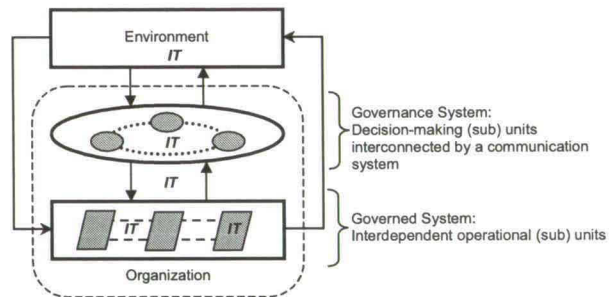 Environment
IT
IT
IT
IT
IT
Organization
Governance System:
Decision-making (sub) units
interconnected by a communication
system
Governed System:
Interdependent operational (sub) units